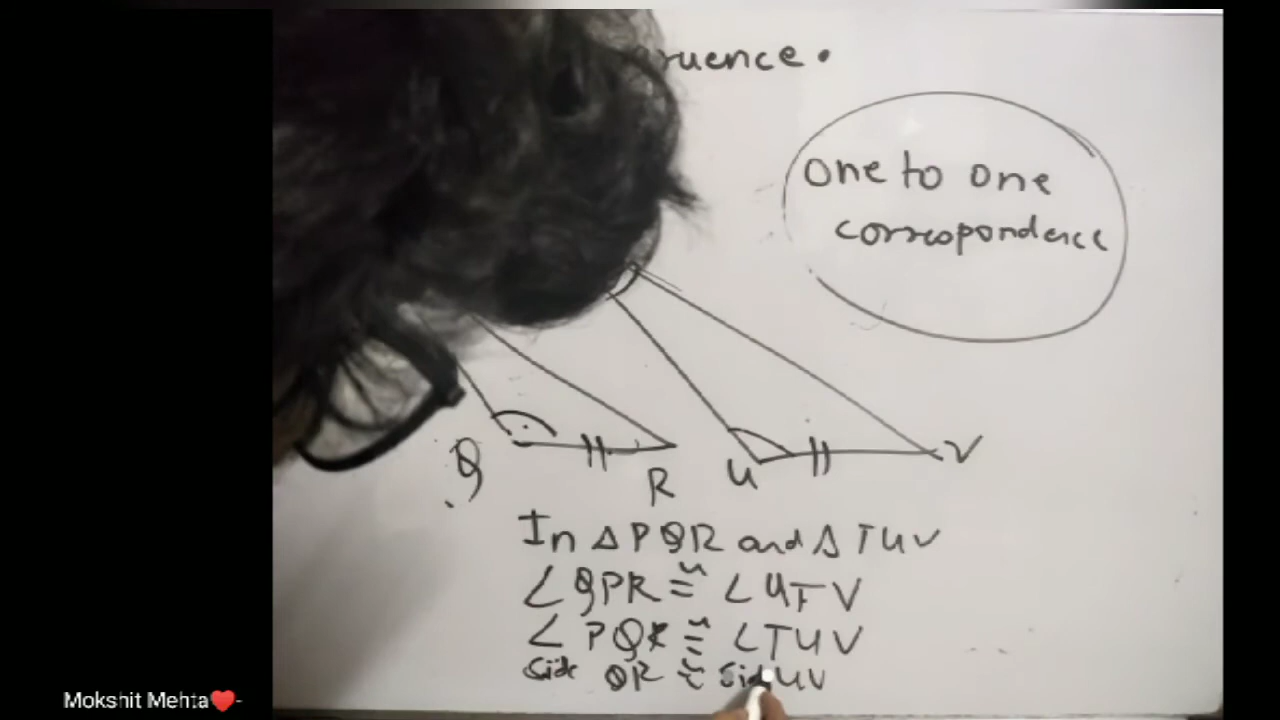 ruence.
One to one
correspondence
Q
R
U
V
In Δ PQR and Δ TUV
∠ QPR ≅ ∠ UTV
∠ PQR ≅ ∠ TUV
side QR ≅ side UV
Mokshit Mehta❤️-